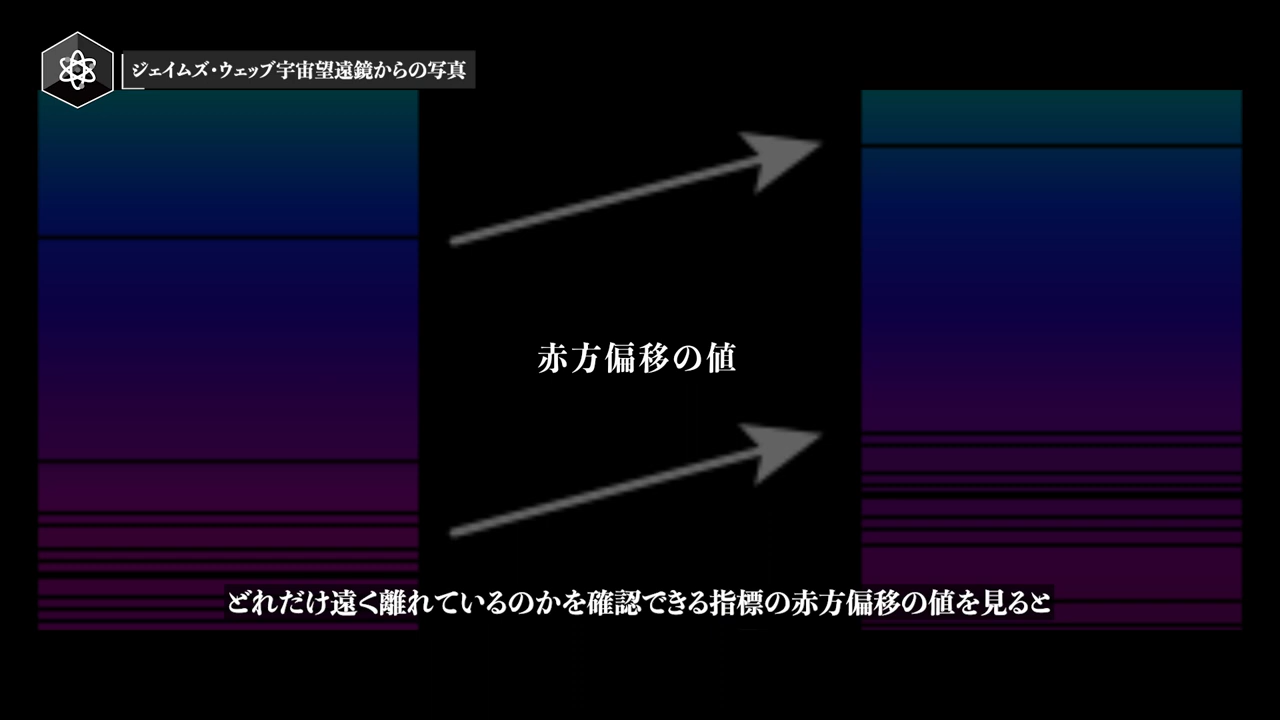 ジェイムズ・ウェッブ宇宙望遠鏡からの写真
赤方偏移の値
どれだけ遠く離れているのかを確認できる指標の赤方偏移の値を見ると